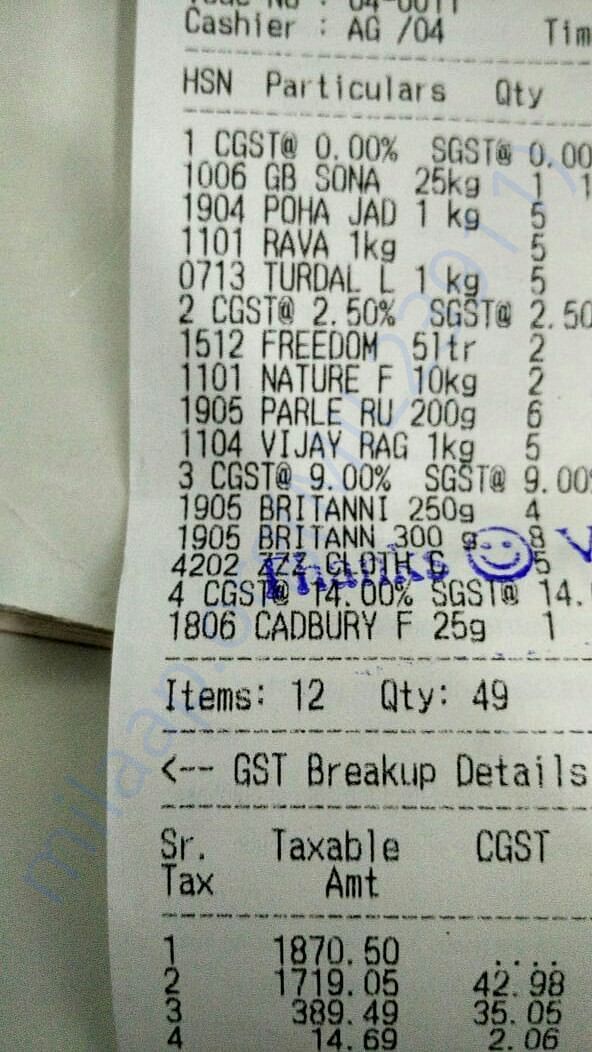 Cashier : AG /04 Tim
HSN Particulars Qty
1 CGST@ 0.00% SGST@ 0.00
1006 GB SONA 25kg 1 1
1904 POHA JAD 1 kg 5
1101 RAVA 1kg 5
0713 TURDAL L 1 kg 5
2 CGST@ 2.50% SGST@ 2.50
1512 FREEDOM 5ltr 2
1101 NATURE F 10kg 2
1905 PARLE RU 200g 6
1104 VIJAY RAG 1kg 5
3 CGST@ 9.00% SGST@ 9.00%
1905 BRITANNI 250g 4
1905 BRITANN 300 g 8
4202 ZZZ CLOTH C 5
Thanks V
4 CGST@ 14.00% SGST@ 14.
1806 CADBURY F 25g 1
Items: 12 Qty: 49
<-- GST Breakup Details
Sr. Taxable CGST
Tax Amt
1 1870.50 ....
2 1719.05 42.98
3 389.49 35.05
4 14.69 2.06